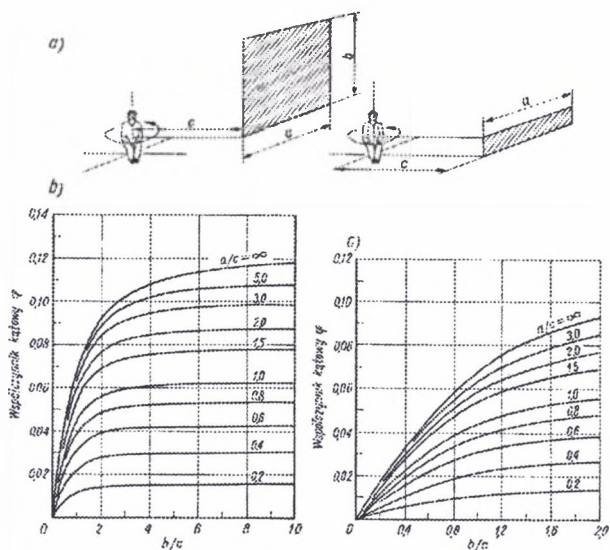 a)
b
a
c
a
c
b)
0,14
0,12
0,10
0,08
0,06
0,04
0,02
Współczynnik kątowy φ
a/c = ∞
5,0
3,0
2,0
1,5
1,0
0,8
0,6
0,4
0,2
0 2 4 6 8 10
b/c
0,12
0,10
0,08
0,06
0,04
0,02
Współczynnik kątowy φ
a/c = ∞
3,0
2,0
1,5
1,0
0,8
0,6
0,4
0,2
0 0,4 0,8 1,2 1,6 2,0
b/c